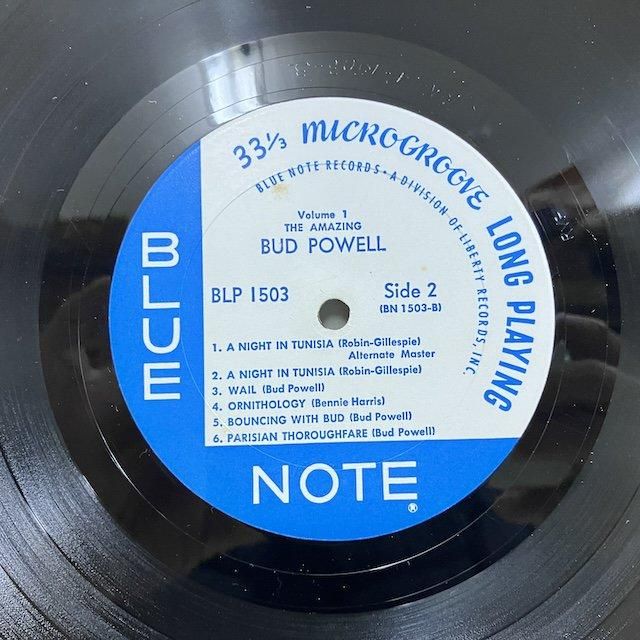 33⅓ MICROGROOVE LONG PLAYING
BLUE NOTE RECORDS • A DIVISION OF LIBERTY RECORDS, INC
Volume 1
THE AMAZING
BUD POWELL
BLP 1503
Side 2
(BN 1503-B)
1. A NIGHT IN TUNISIA (Robin-Gillespie)
Alternate Master
2. A NIGHT IN TUNISIA (Robin-Gillespie)
3. WAIL (Bud Powell)
4. ORNITHOLOGY (Bennie Harris)
5. BOUNCING WITH BUD (Bud Powell)
6. PARISIAN THOROUGHFARE (Bud Powell)
BLUE
NOTE®